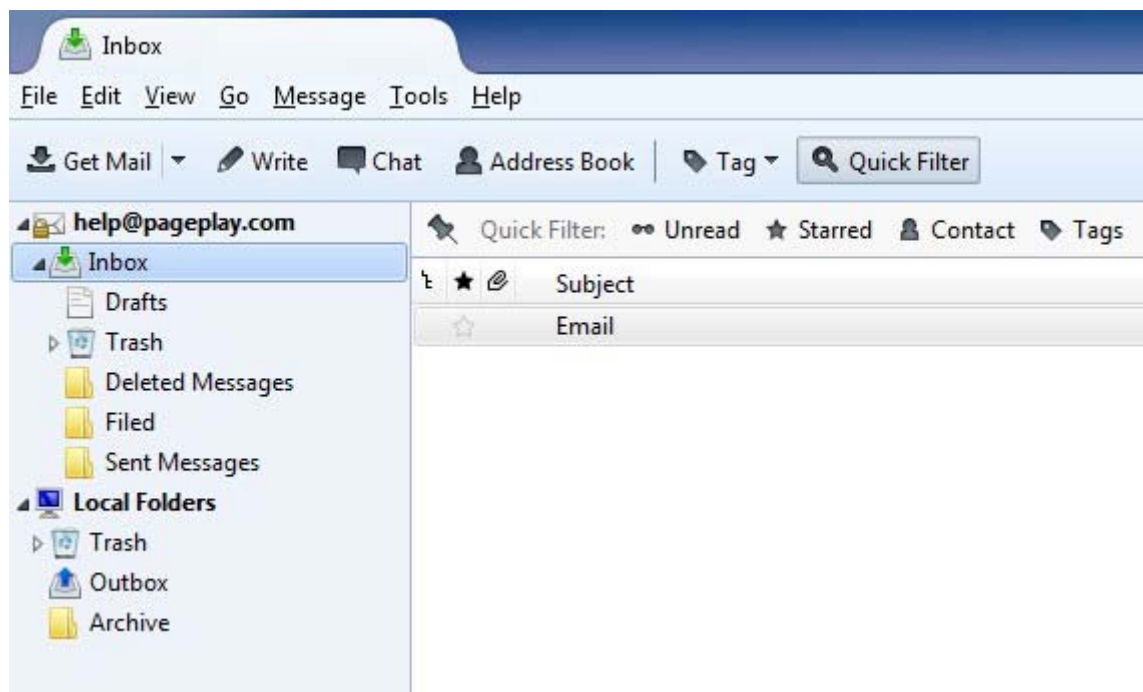 Inbox
File Edit View Go Message Tools Help
Get Mail Write Chat Address Book Tag Quick Filter
help@pageplay.com
Inbox
Drafts
Trash
Deleted Messages
Filed
Sent Messages
Local Folders
Trash
Outbox
Archive
Quick Filter: Unread Starred Contact Tags
Subject
Email